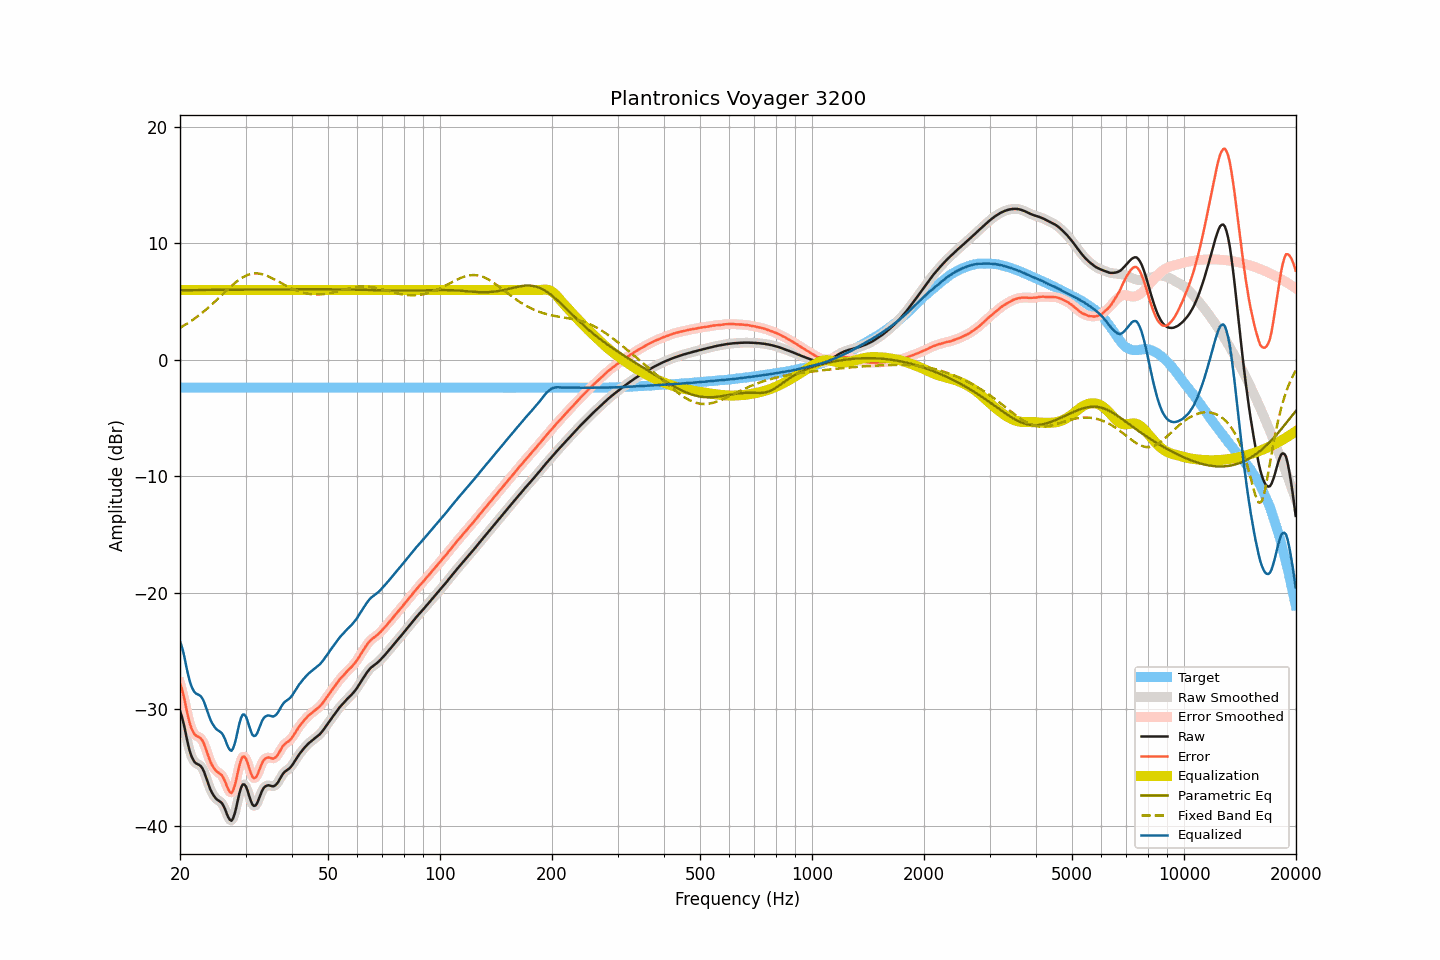 Plantronics Voyager 3200
20
10
0
−10
−20
−30
−40
Amplitude (dBr)
20
50
100
200
500
1000
2000
5000
10000
20000
Frequency (Hz)
Target
Raw Smoothed
Error Smoothed
Raw
Error
Equalization
Parametric Eq
Fixed Band Eq
Equalized